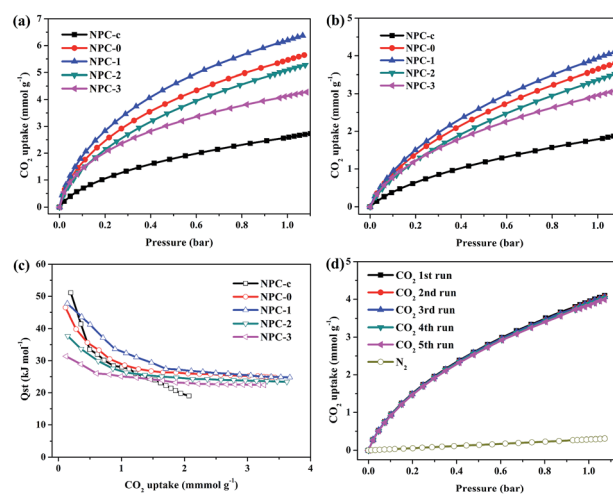 (a)
NPC-c
NPC-0
NPC-1
NPC-2
NPC-3
CO₂ uptake (mmol g⁻¹)
7
6
5
4
3
2
1
0
0.0 0.2 0.4 0.6 0.8 1.0
Pressure (bar)
(b)
NPC-c
NPC-0
NPC-1
NPC-2
NPC-3
CO₂ uptake (mmol g⁻¹)
5
4
3
2
1
0
0.0 0.2 0.4 0.6 0.8 1.0
Pressure (bar)
(c)
NPC-c
NPC-0
NPC-1
NPC-2
NPC-3
Qst (kJ mol⁻¹)
60
50
40
30
20
10
0
0 1 2 3 4
CO₂ uptake (mmmol g⁻¹)
(d)
CO₂ 1st run
CO₂ 2nd run
CO₂ 3rd run
CO₂ 4th run
CO₂ 5th run
N₂
CO₂ uptake (mmol g⁻¹)
5
4
3
2
1
0
0.0 0.2 0.4 0.6 0.8 1.0
Pressure (bar)